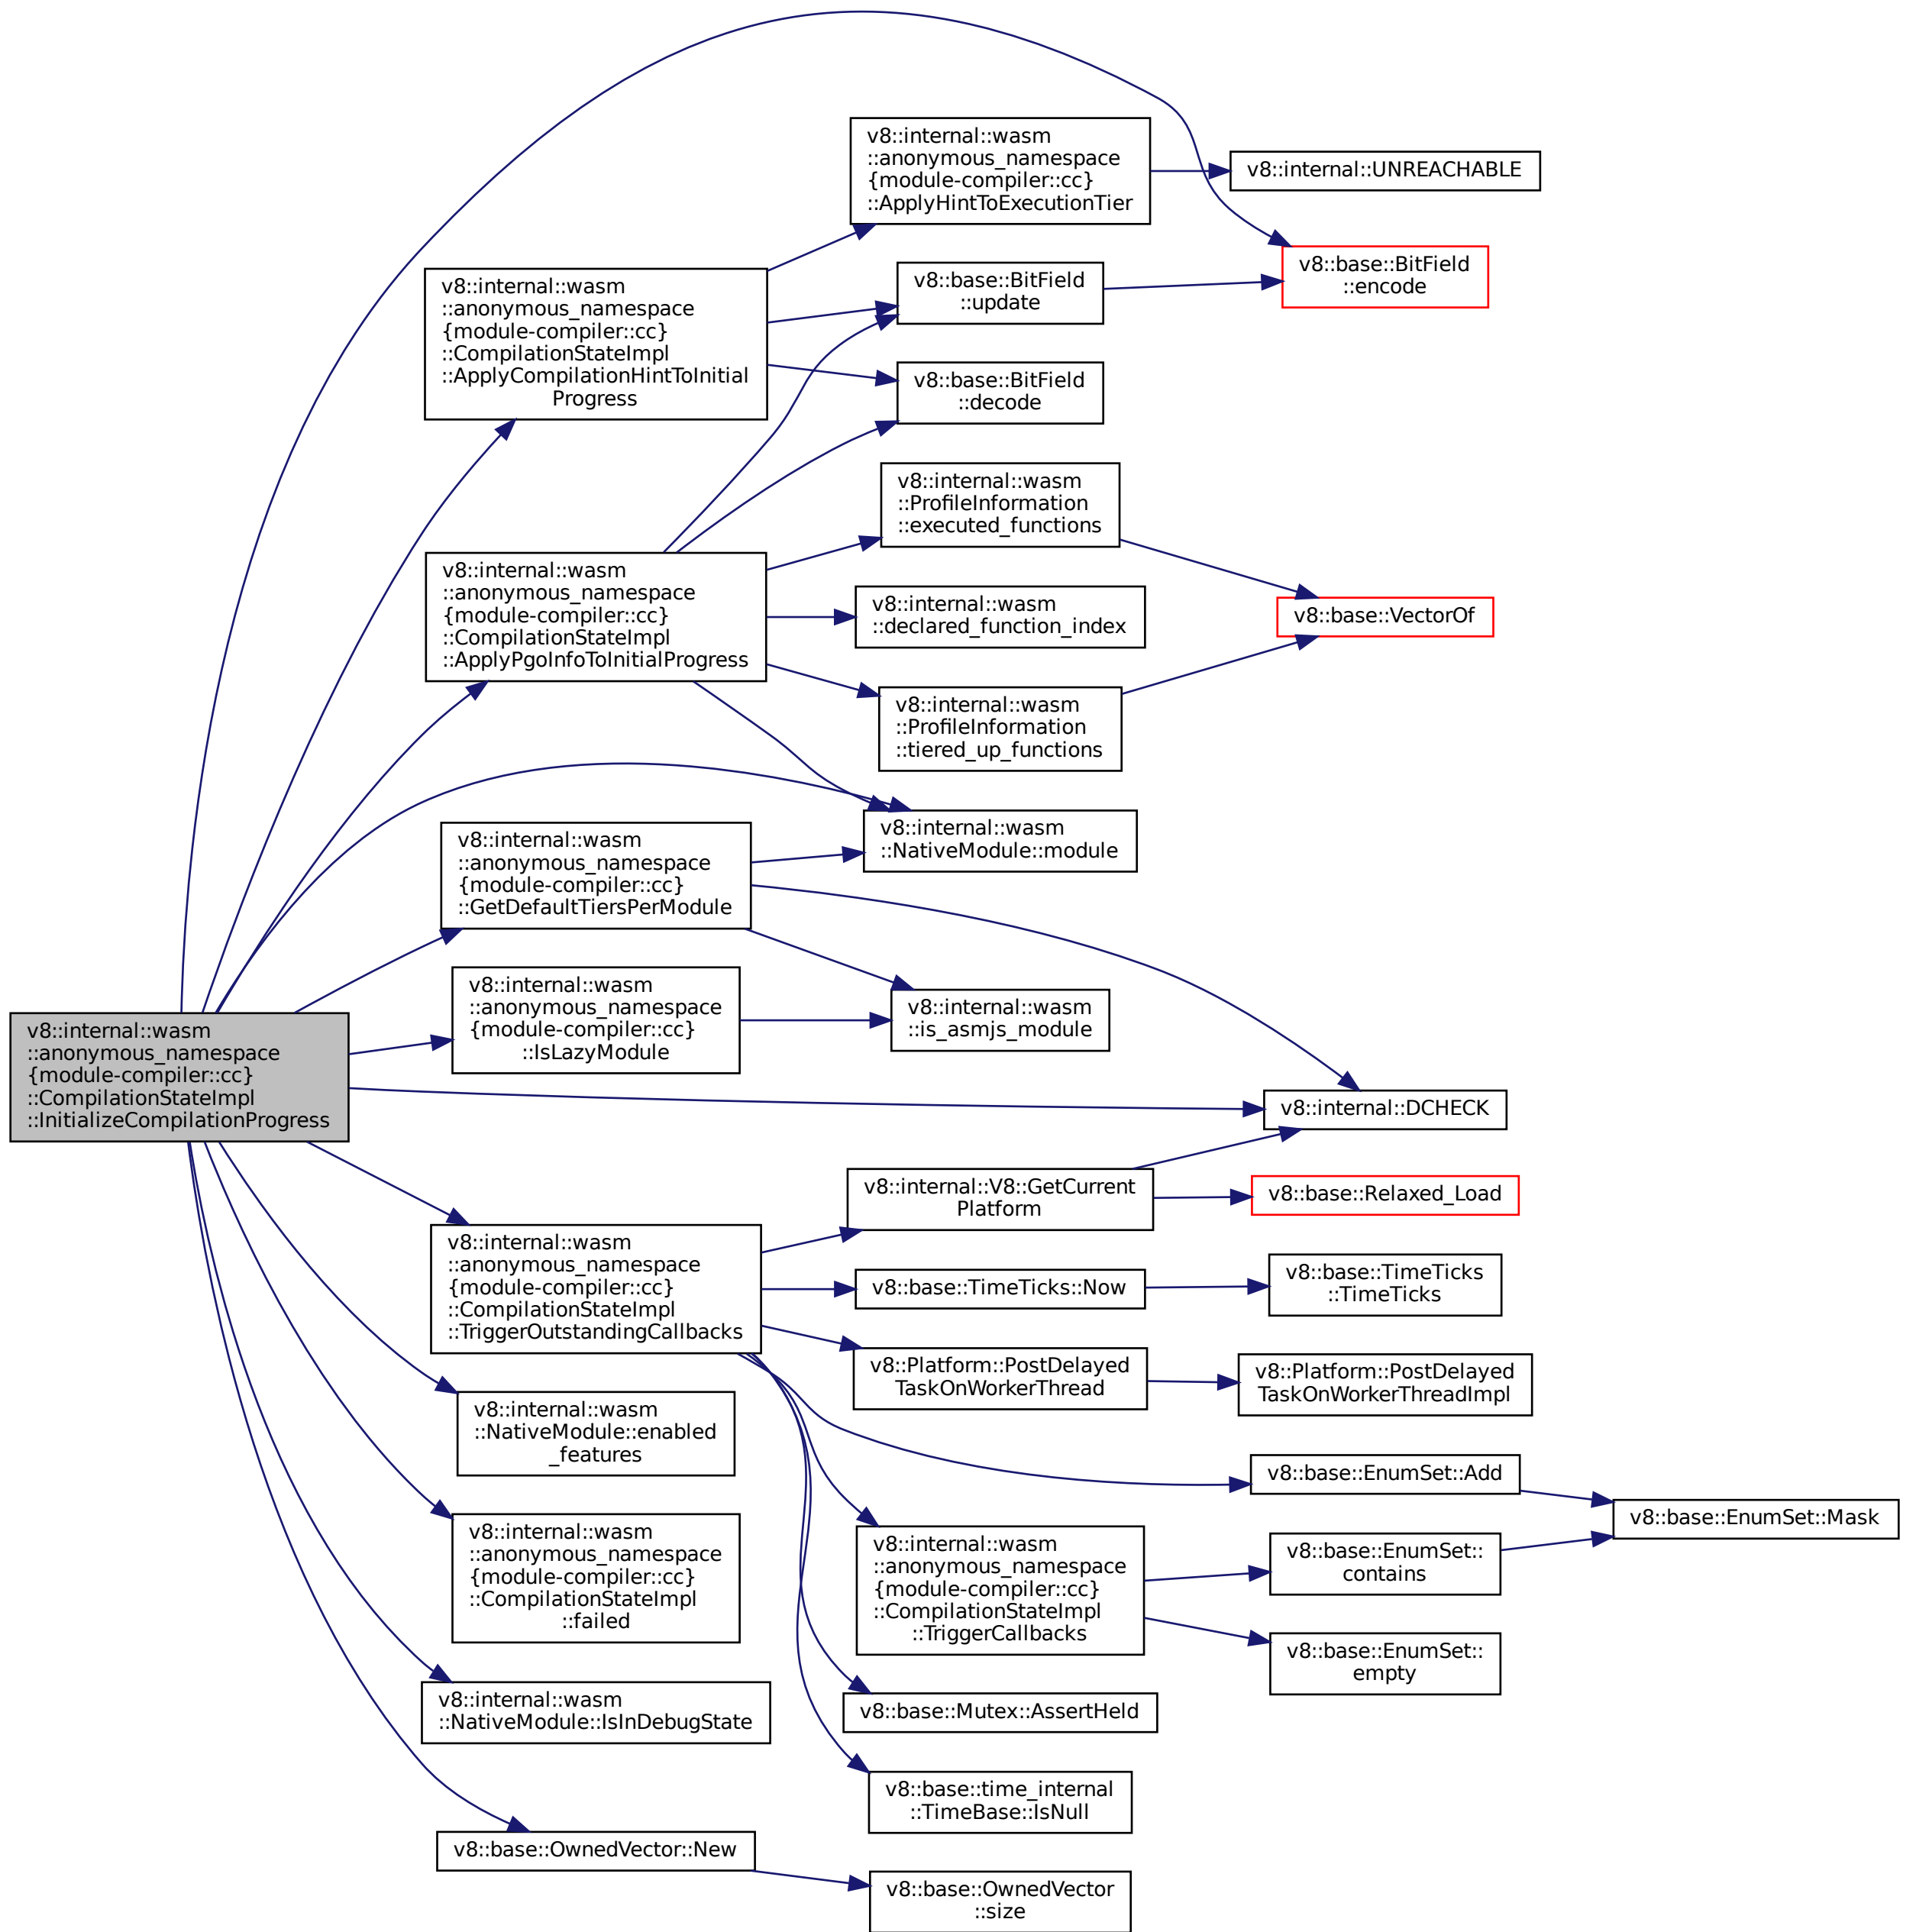 v8::internal::wasm
::anonymous_namespace
{module-compiler::cc}
::ApplyHintToExecutionTier
v8::internal::UNREACHABLE
v8::base::BitField
::encode
v8::internal::wasm
::anonymous_namespace
{module-compiler::cc}
::CompilationStateImpl
::ApplyCompilationHintToInitial
Progress
v8::base::BitField
::update
v8::base::BitField
::decode
v8::internal::wasm
::ProfileInformation
::executed_functions
v8::internal::wasm
::anonymous_namespace
{module-compiler::cc}
::CompilationStateImpl
::ApplyPgoInfoToInitialProgress
v8::internal::wasm
::declared_function_index
v8::base::VectorOf
v8::internal::wasm
::ProfileInformation
::tiered_up_functions
v8::internal::wasm
::NativeModule::module
v8::internal::wasm
::anonymous_namespace
{module-compiler::cc}
::GetDefaultTiersPerModule
v8::internal::wasm
::anonymous_namespace
{module-compiler::cc}
::IsLazyModule
v8::internal::wasm
::is_asmjs_module
v8::internal::wasm
::anonymous_namespace
{module-compiler::cc}
::CompilationStateImpl
::InitializeCompilationProgress
v8::internal::DCHECK
v8::internal::V8::GetCurrent
Platform
v8::base::Relaxed_Load
v8::internal::wasm
::anonymous_namespace
{module-compiler::cc}
::CompilationStateImpl
::TriggerOutstandingCallbacks
v8::base::TimeTicks::Now
v8::base::TimeTicks
::TimeTicks
v8::Platform::PostDelayed
TaskOnWorkerThread
v8::Platform::PostDelayed
TaskOnWorkerThreadImpl
v8::internal::wasm
::NativeModule::enabled
_features
v8::base::EnumSet::Add
v8::base::EnumSet::Mask
v8::internal::wasm
::anonymous_namespace
{module-compiler::cc}
::CompilationStateImpl
::failed
v8::internal::wasm
::anonymous_namespace
{module-compiler::cc}
::CompilationStateImpl
::TriggerCallbacks
v8::base::EnumSet::
contains
v8::base::EnumSet::
empty
v8::internal::wasm
::NativeModule::IsInDebugState
v8::base::Mutex::AssertHeld
v8::base::time_internal
::TimeBase::IsNull
v8::base::OwnedVector::New
v8::base::OwnedVector
::size